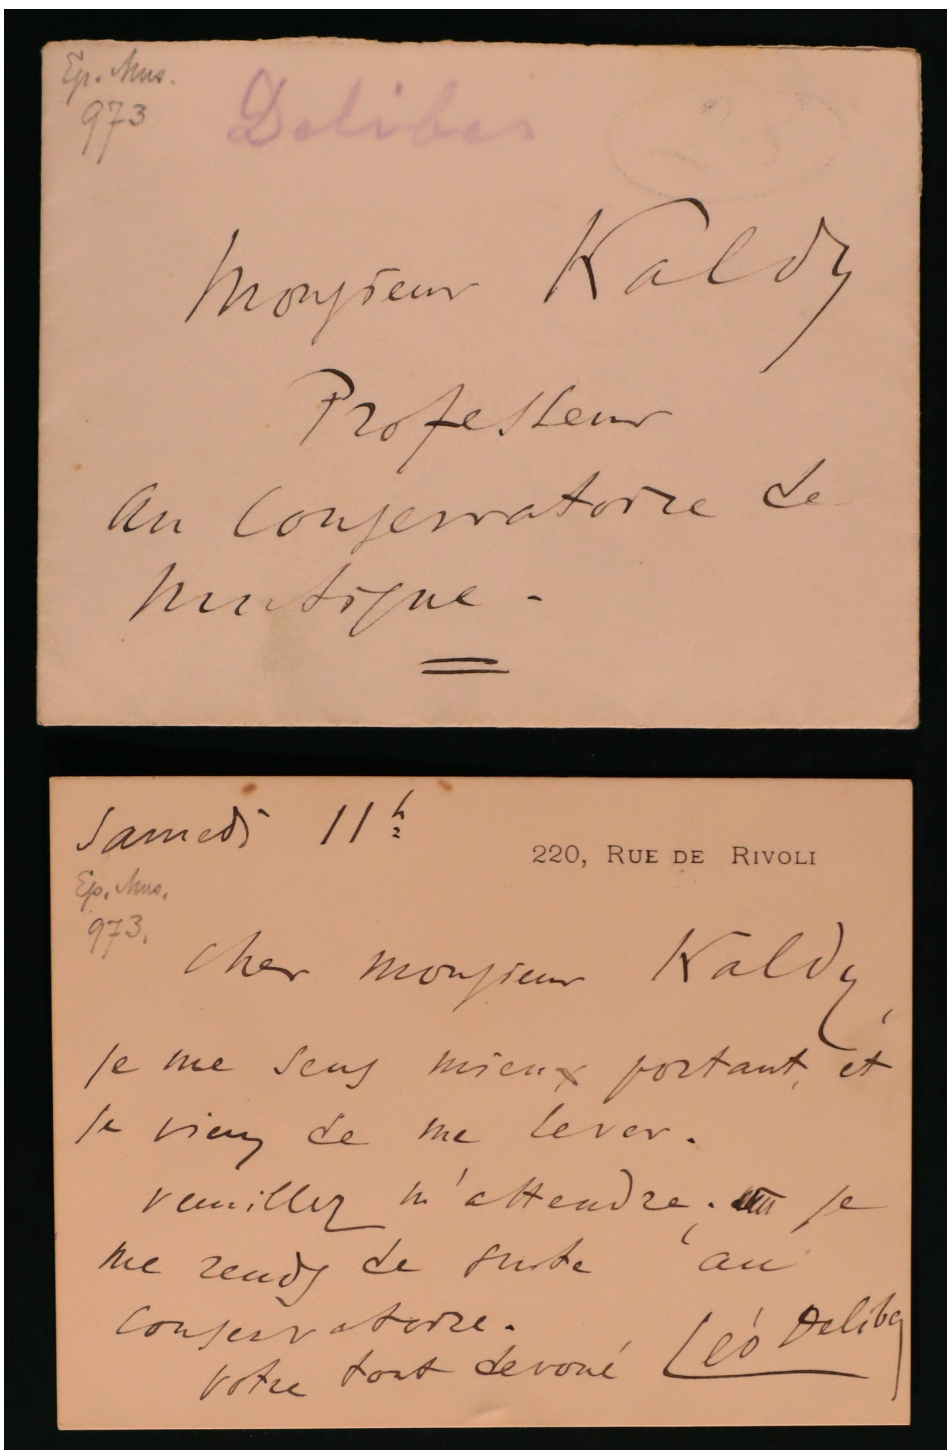 Ep. Mus.
973
Delibes
Monsieur Kaldy
Professeur
au Conservatoire de
Musique -
Samedi 11h
220, RUE DE RIVOLI
Ep. Mus.
973.
Cher monsieur Kaldy,
je me sens mieux portant, et
je viens de me lever.
veuillez m'attendre. je
me rends de suite au
Conservatoire.
votre tout dévoué
Léo Delibes